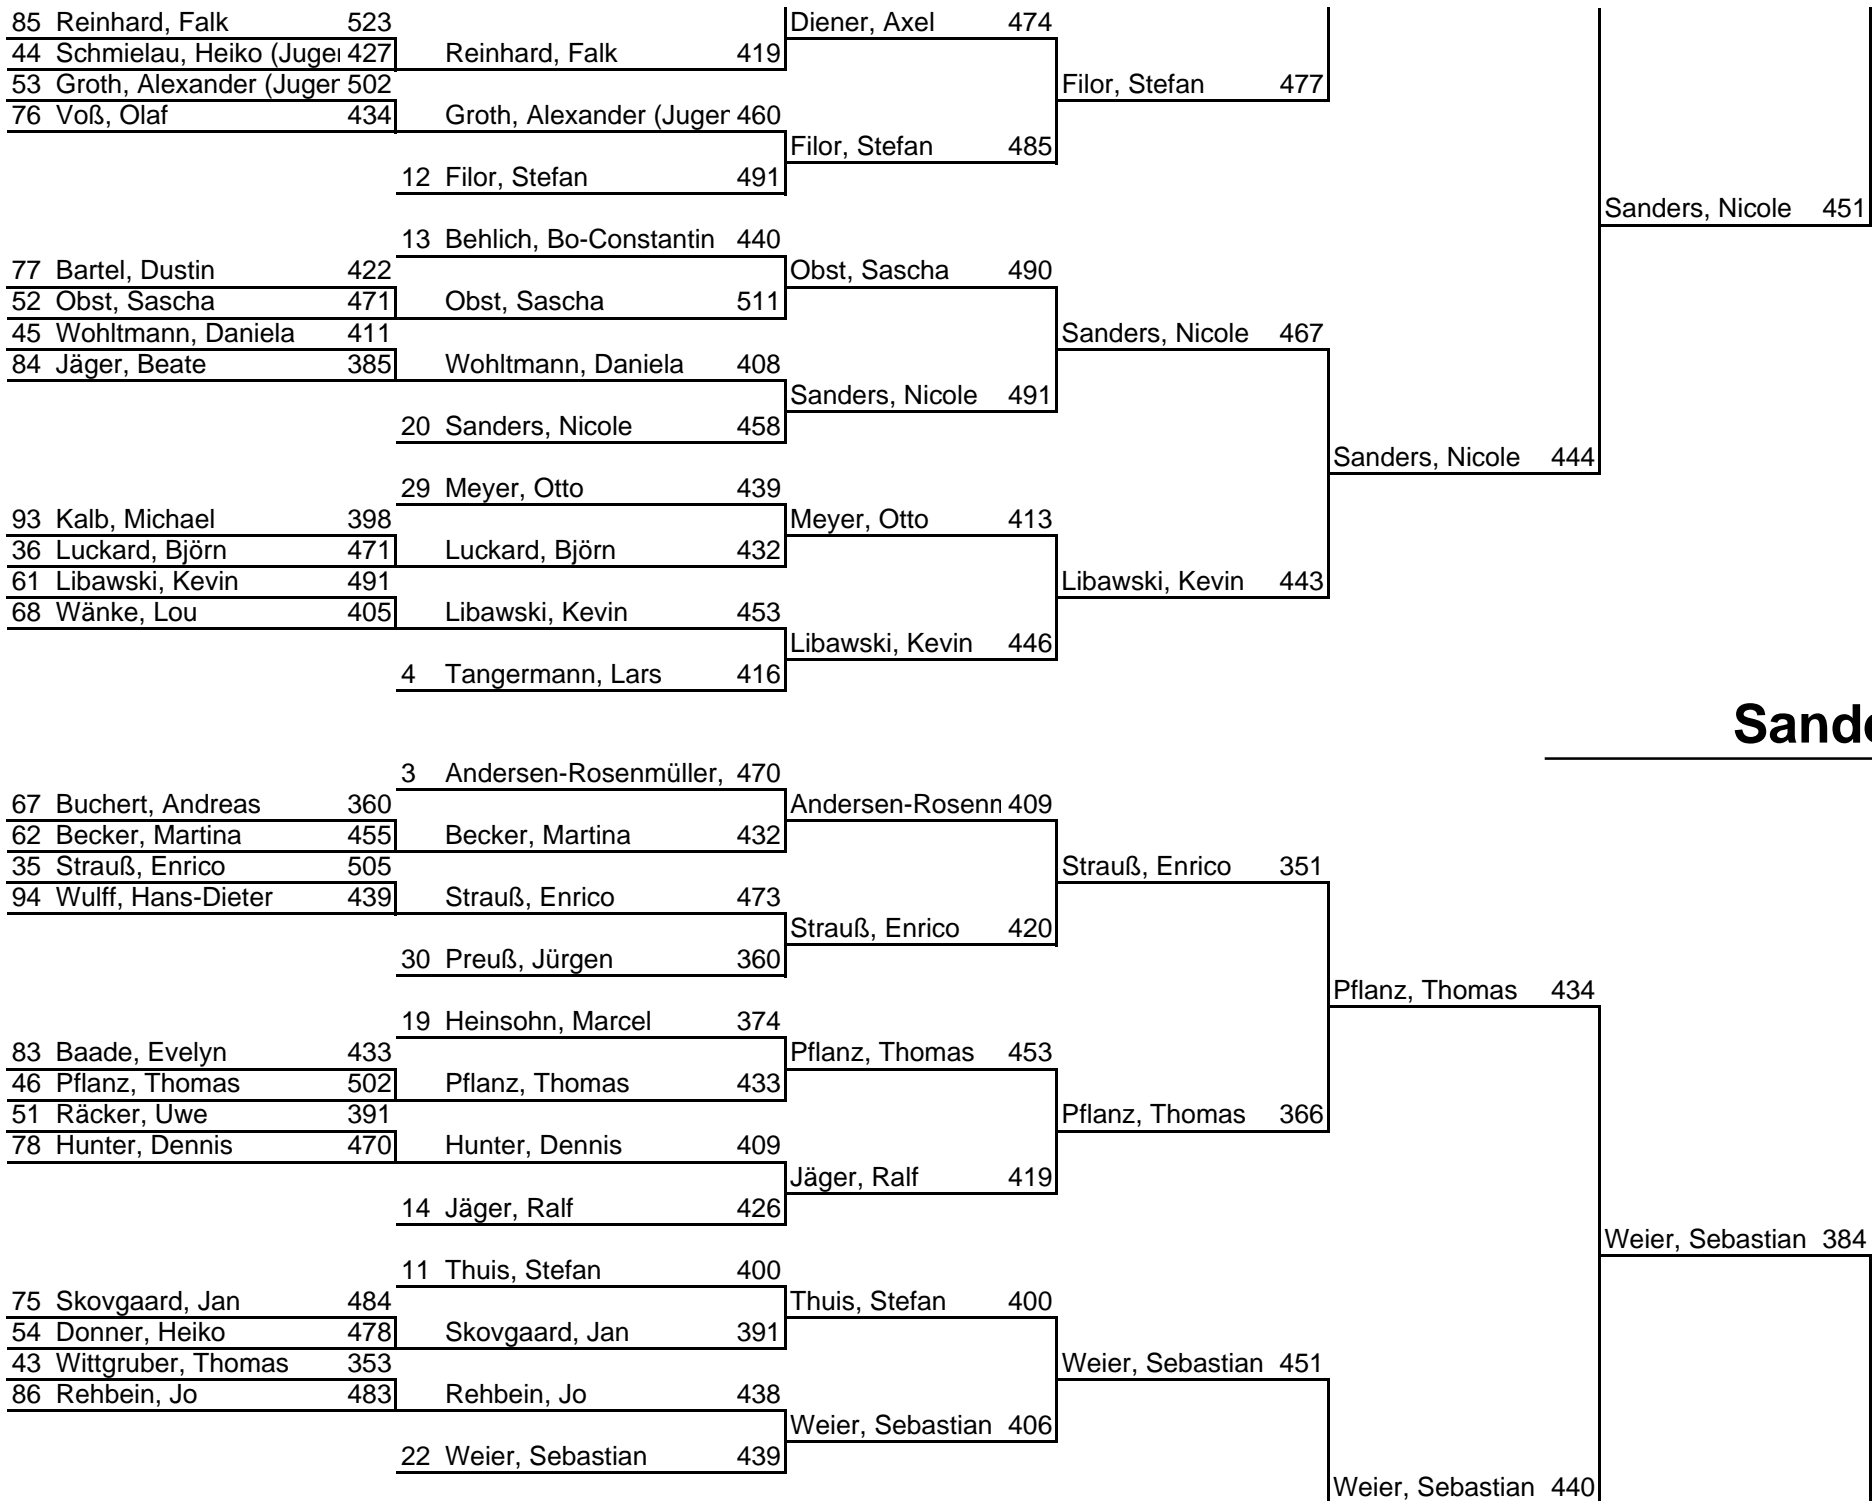 85 Reinhard, Falk 523 Diener, Axel 474
44 Schmielau, Heiko (Juger 427 Reinhard, Falk 419
53 Groth, Alexander (Juger 502 Filor, Stefan 477
76 Voß, Olaf 434 Groth, Alexander (Juger 460
Filor, Stefan 485
12 Filor, Stefan 491
Sanders, Nicole 451
13 Behlich, Bo-Constantin 440
77 Bartel, Dustin 422 Obst, Sascha 490
52 Obst, Sascha 471 Obst, Sascha 511
45 Wohltmann, Daniela 411 Sanders, Nicole 467
84 Jäger, Beate 385 Wohltmann, Daniela 408
Sanders, Nicole 491
20 Sanders, Nicole 458
Sanders, Nicole 444
29 Meyer, Otto 439
93 Kalb, Michael 398 Meyer, Otto 413
36 Luckard, Björn 471 Luckard, Björn 432
61 Libawski, Kevin 491 Libawski, Kevin 443
68 Wänke, Lou 405 Libawski, Kevin 453
Libawski, Kevin 446
4 Tangermann, Lars 416
Sande
3 Andersen-Rosenmüller, 470
67 Buchert, Andreas 360 Andersen-Rosenn 409
62 Becker, Martina 455 Becker, Martina 432
35 Strauß, Enrico 505 Strauß, Enrico 351
94 Wulff, Hans-Dieter 439 Strauß, Enrico 473
Strauß, Enrico 420
30 Preuß, Jürgen 360
Pflanz, Thomas 434
19 Heinsohn, Marcel 374
83 Baade, Evelyn 433 Pflanz, Thomas 453
46 Pflanz, Thomas 502 Pflanz, Thomas 433
51 Räcker, Uwe 391 Pflanz, Thomas 366
78 Hunter, Dennis 470 Hunter, Dennis 409
Jäger, Ralf 419
14 Jäger, Ralf 426
Weier, Sebastian 384
11 Thuis, Stefan 400
75 Skovgaard, Jan 484 Thuis, Stefan 400
54 Donner, Heiko 478 Skovgaard, Jan 391
43 Wittgruber, Thomas 353 Weier, Sebastian 451
86 Rehbein, Jo 483 Rehbein, Jo 438
Weier, Sebastian 406
22 Weier, Sebastian 439
Weier, Sebastian 440